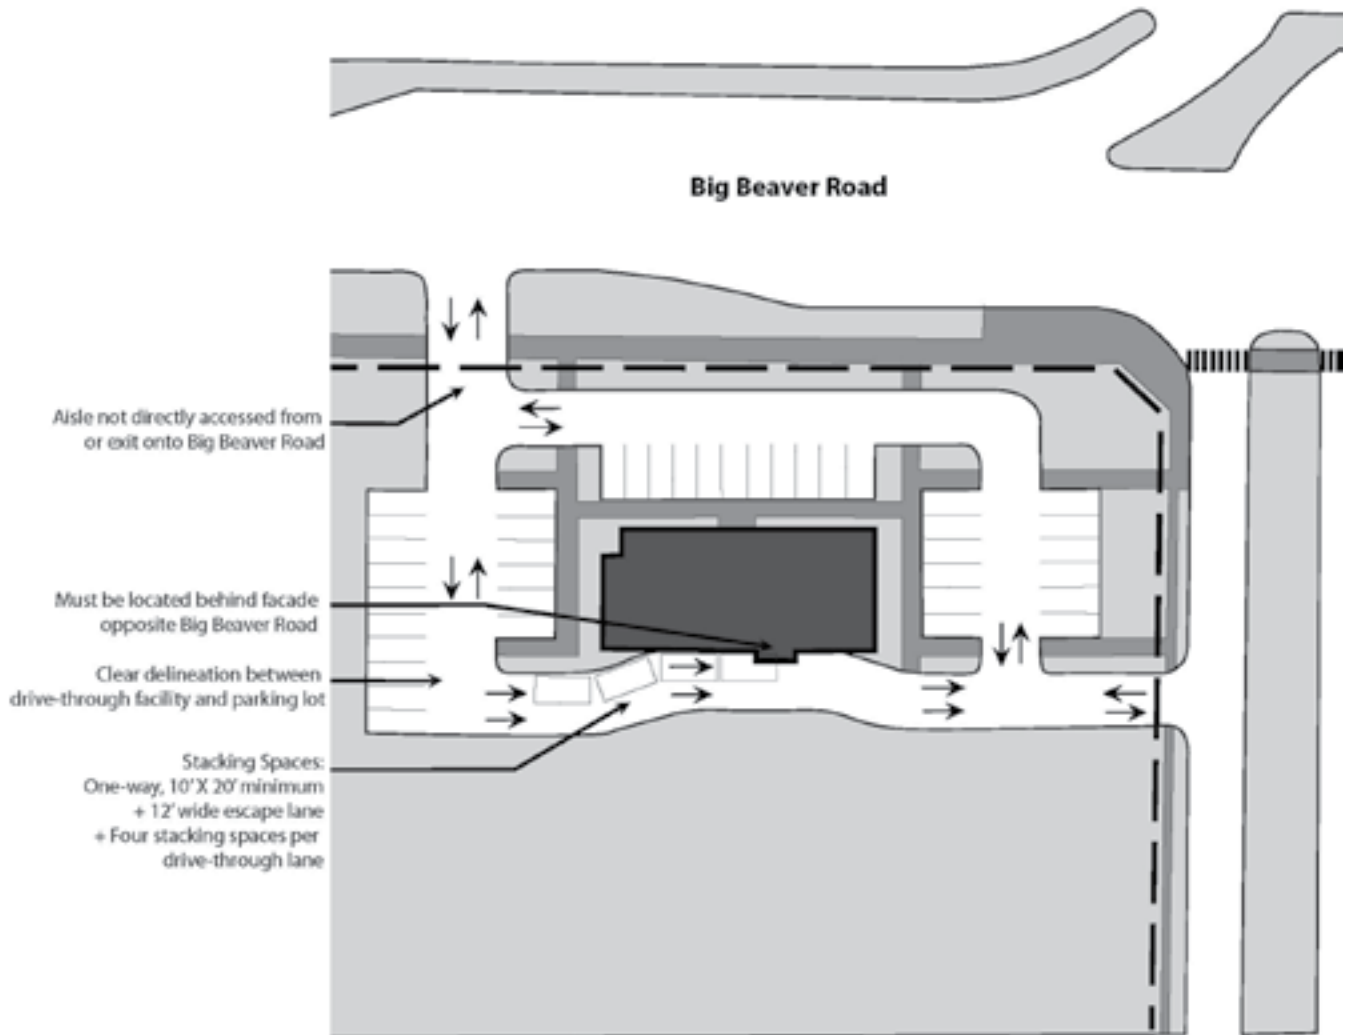 Big Beaver Road
Aisle not directly accessed from
or exit onto Big Beaver Road
Must be located behind facade
opposite Big Beaver Road
Clear delineation between
drive-through facility and parking lot
Stacking Spaces:
One-way, 10' X 20' minimum
+ 12' wide escape lane
+ Four stacking spaces per
drive-through lane